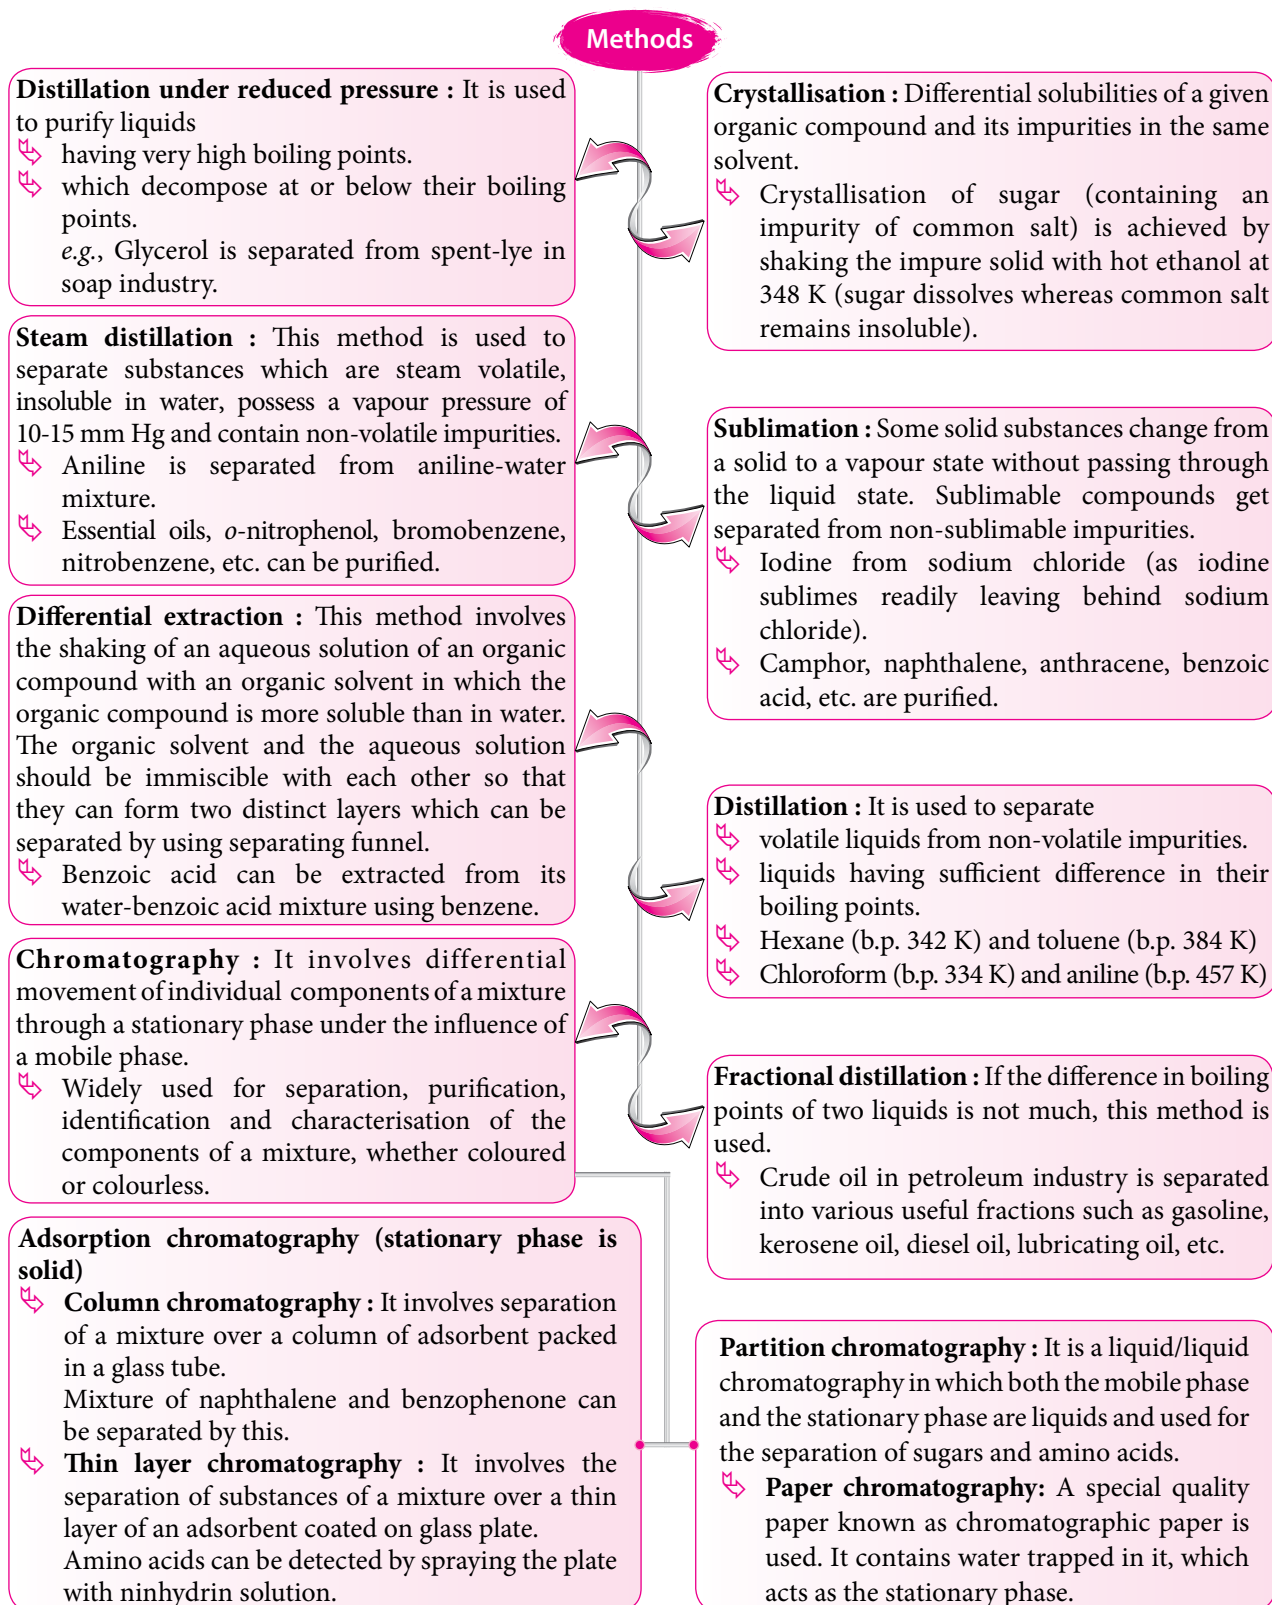 Methods
Distillation under reduced pressure : It is used
to purify liquids
having very high boiling points.
which decompose at or below their boiling
points.
e.g., Glycerol is separated from spent-lye in
soap industry.
Crystallisation : Differential solubilities of a given
organic compound and its impurities in the same
solvent.
Crystallisation of sugar (containing an
impurity of common salt) is achieved by
shaking the impure solid with hot ethanol at
348 K (sugar dissolves whereas common salt
remains insoluble).
Steam distillation : This method is used to
separate substances which are steam volatile,
insoluble in water, possess a vapour pressure of
10-15 mm Hg and contain non-volatile impurities.
Aniline is separated from aniline-water
mixture.
Essential oils, o-nitrophenol, bromobenzene,
nitrobenzene, etc. can be purified.
Sublimation : Some solid substances change from
a solid to a vapour state without passing through
the liquid state. Sublimable compounds get
separated from non-sublimable impurities.
Iodine from sodium chloride (as iodine
sublimes readily leaving behind sodium
chloride).
Camphor, naphthalene, anthracene, benzoic
acid, etc. are purified.
Differential extraction : This method involves
the shaking of an aqueous solution of an organic
compound with an organic solvent in which the
organic compound is more soluble than in water.
The organic solvent and the aqueous solution
should be immiscible with each other so that
they can form two distinct layers which can be
separated by using separating funnel.
Benzoic acid can be extracted from its
water-benzoic acid mixture using benzene.
Distillation : It is used to separate
volatile liquids from non-volatile impurities.
liquids having sufficient difference in their
boiling points.
Hexane (b.p. 342 K) and toluene (b.p. 384 K)
Chloroform (b.p. 334 K) and aniline (b.p. 457 K)
Chromatography : It involves differential
movement of individual components of a mixture
through a stationary phase under the influence of
a mobile phase.
Widely used for separation, purification,
identification and characterisation of the
components of a mixture, whether coloured
or colourless.
Fractional distillation : If the difference in boiling
points of two liquids is not much, this method is
used.
Crude oil in petroleum industry is separated
into various useful fractions such as gasoline,
kerosene oil, diesel oil, lubricating oil, etc.
Adsorption chromatography (stationary phase is
solid)
Column chromatography : It involves separation
of a mixture over a column of adsorbent packed
in a glass tube.
Mixture of naphthalene and benzophenone can
be separated by this.
Thin layer chromatography : It involves the
separation of substances of a mixture over a thin
layer of an adsorbent coated on glass plate.
Amino acids can be detected by spraying the plate
with ninhydrin solution.
Partition chromatography : It is a liquid/liquid
chromatography in which both the mobile phase
and the stationary phase are liquids and used for
the separation of sugars and amino acids.
Paper chromatography: A special quality
paper known as chromatographic paper is
used. It contains water trapped in it, which
acts as the stationary phase.